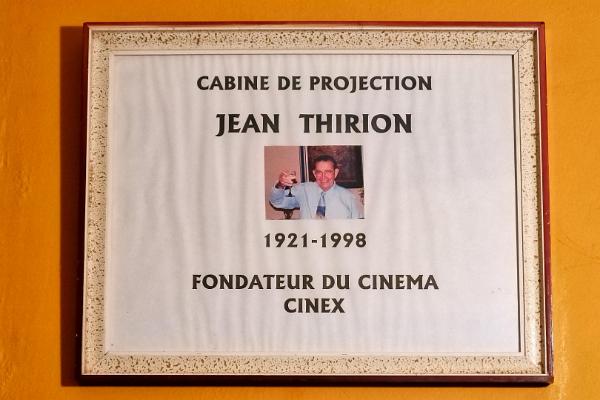 CABINE DE PROJECTION
JEAN THIRION
1921-1998
FONDATEUR DU CINEMA
CINEX